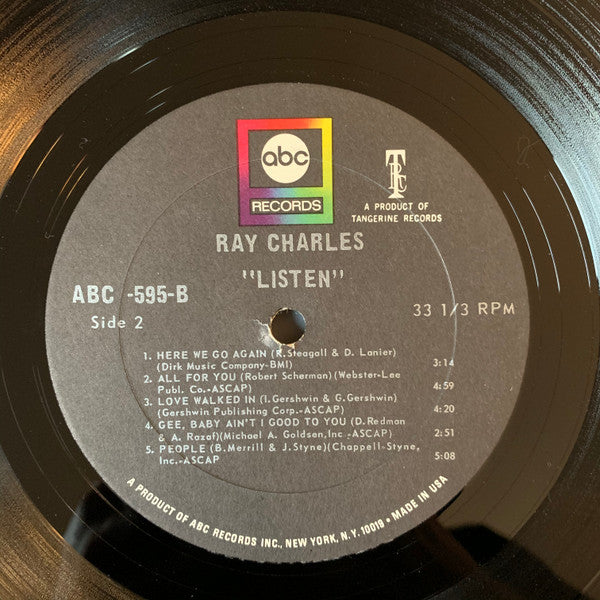 abc
RECORDS
TRC
A PRODUCT OF
TANGERINE RECORDS
RAY CHARLES
"LISTEN"
ABC -595-B
Side 2
33 1/3 RPM
1. HERE WE GO AGAIN (R. Steagall & D. Lanier)
(Dirk Music Company-BMI) 3:14
2. ALL FOR YOU (Robert Scherman)(Webster-Lee
Publ. Co.-ASCAP) 4:59
3. LOVE WALKED IN (I. Gershwin & G. Gershwin)
(Gershwin Publishing Corp.-ASCAP) 4:20
4. GEE, BABY AIN'T I GOOD TO YOU (D. Redman
& A. Razaf)(Michael A. Goldsen, Inc.-ASCAP) 2:51
5. PEOPLE (B. Merrill & J. Styne)(Chappell-Styne,
Inc.-ASCAP 5:08
A PRODUCT OF ABC RECORDS INC., NEW YORK, N.Y. 10019 • MADE IN USA